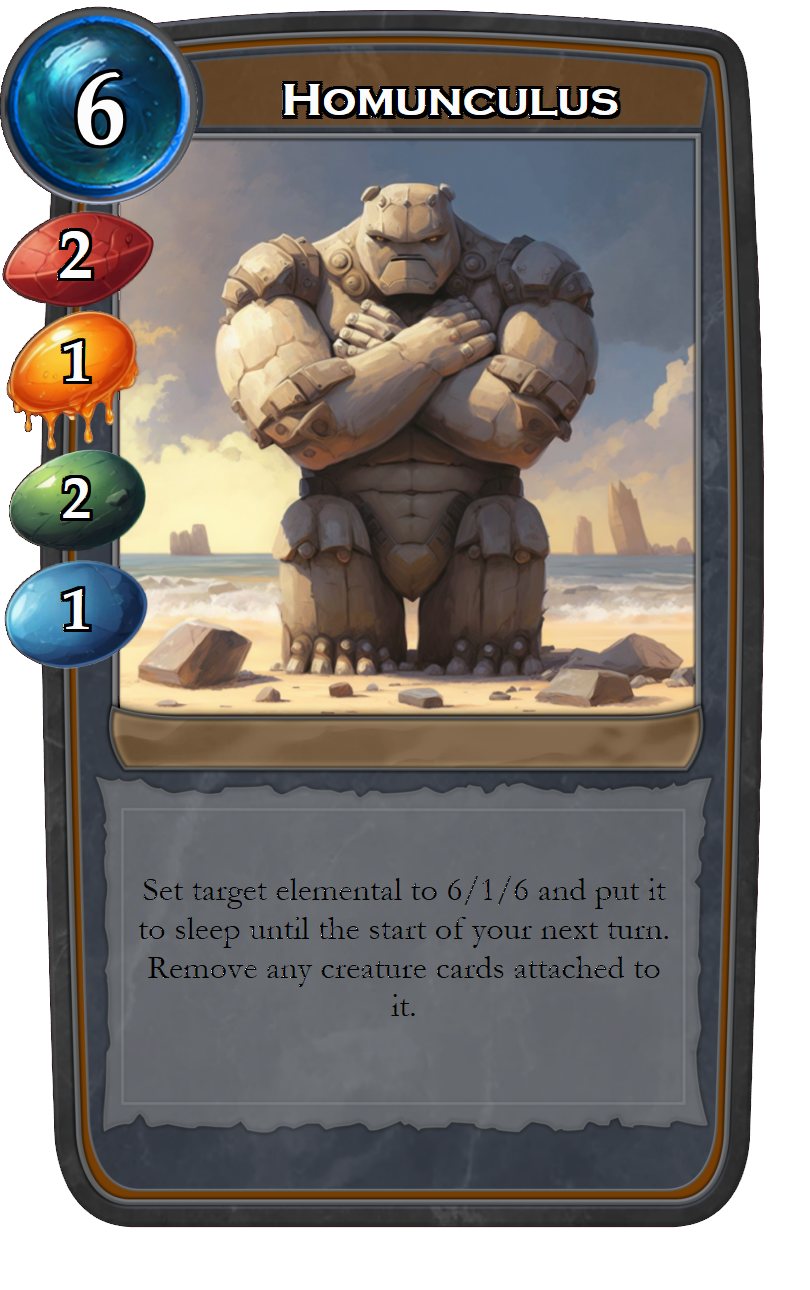 6
Homunculus
2
1
2
1
Set target elemental to 6/1/6 and put it
to sleep until the start of your next turn.
Remove any creature cards attached to
it.